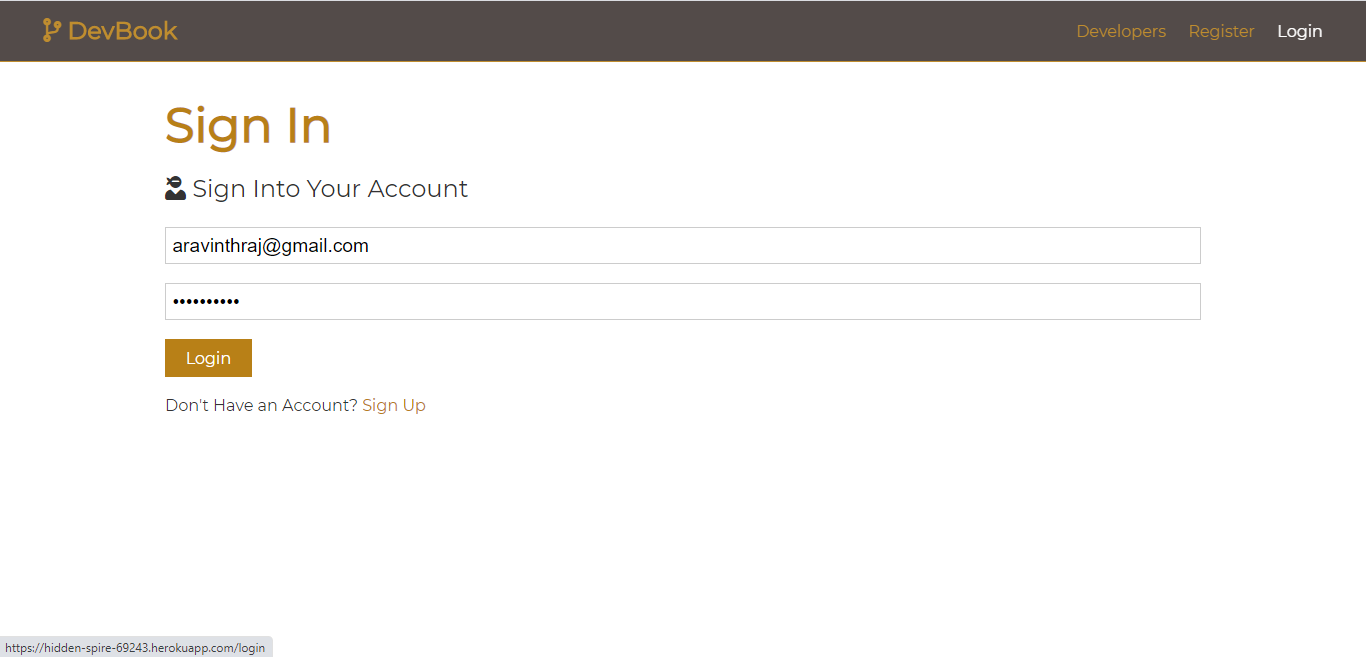 DevBook
Developers Register Login
Sign In
Sign Into Your Account
aravinthraj@gmail.com
••••••••••
Login
Don't Have an Account? Sign Up
https://hidden-spire-69243.herokuapp.com/login